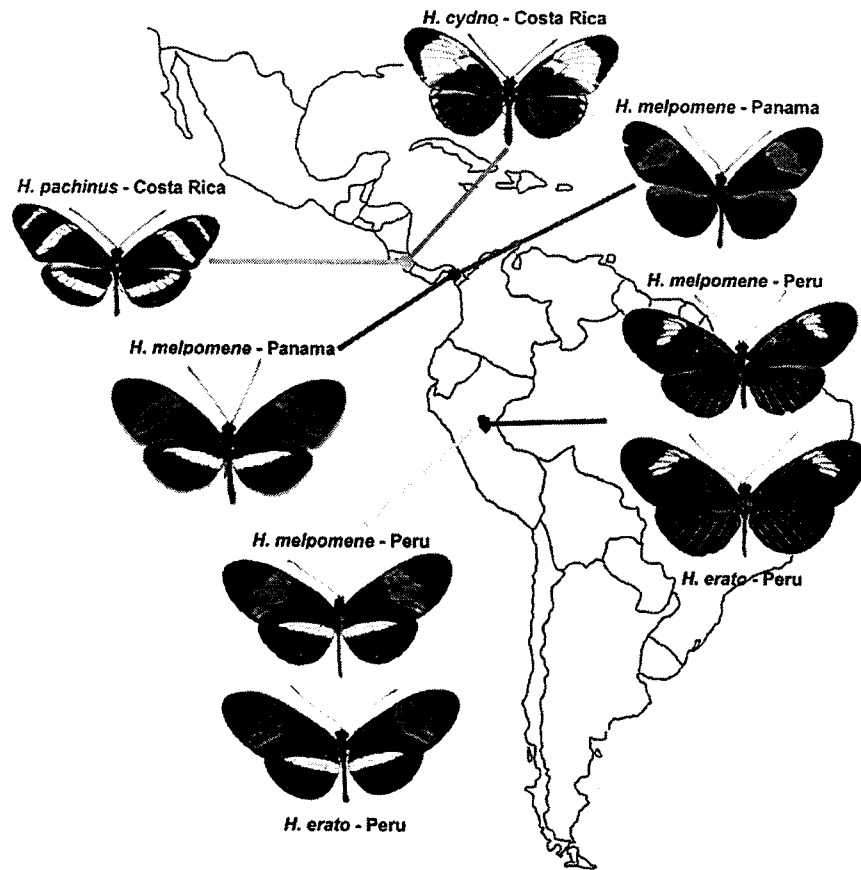 H. cydno - Costa Rica
H. melpomene - Panama
H. pachinus - Costa Rica
H. melpomene - Peru
H. melpomene - Panama
H. melpomene - Peru
H. erato - Peru
H. erato - Peru